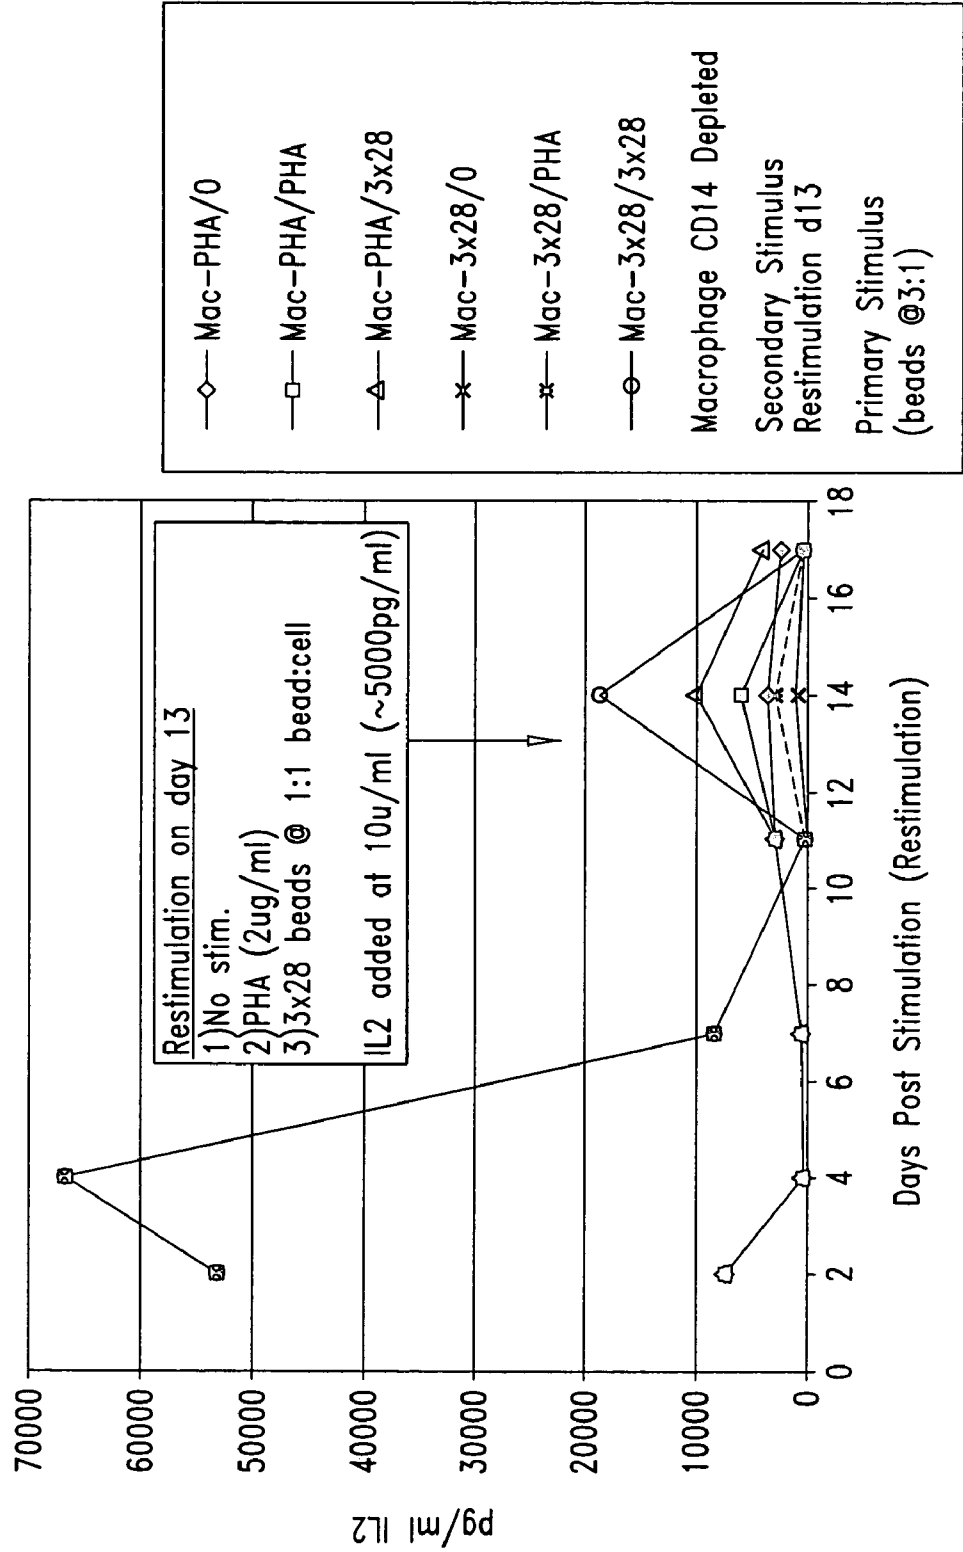 pg/ml IL2
70000
60000
50000
40000
30000
20000
10000
0
0
2
4
6
8
10
12
14
16
18
Days Post Stimulation (Restimulation)
Restimulation on day 13
1)No stim.
2)PHA (2ug/ml)
3)3x28 beads @ 1:1 bead:cell
IL2 added at 10u/ml (~5000pg/ml)
Mac-PHA/0
Mac-PHA/PHA
Mac-PHA/3x28
Mac-3x28/0
Mac-3x28/PHA
Mac-3x28/3x28
Macrophage CD14 Depleted
Secondary Stimulus
Restimulation d13
Primary Stimulus
(beads @3:1)